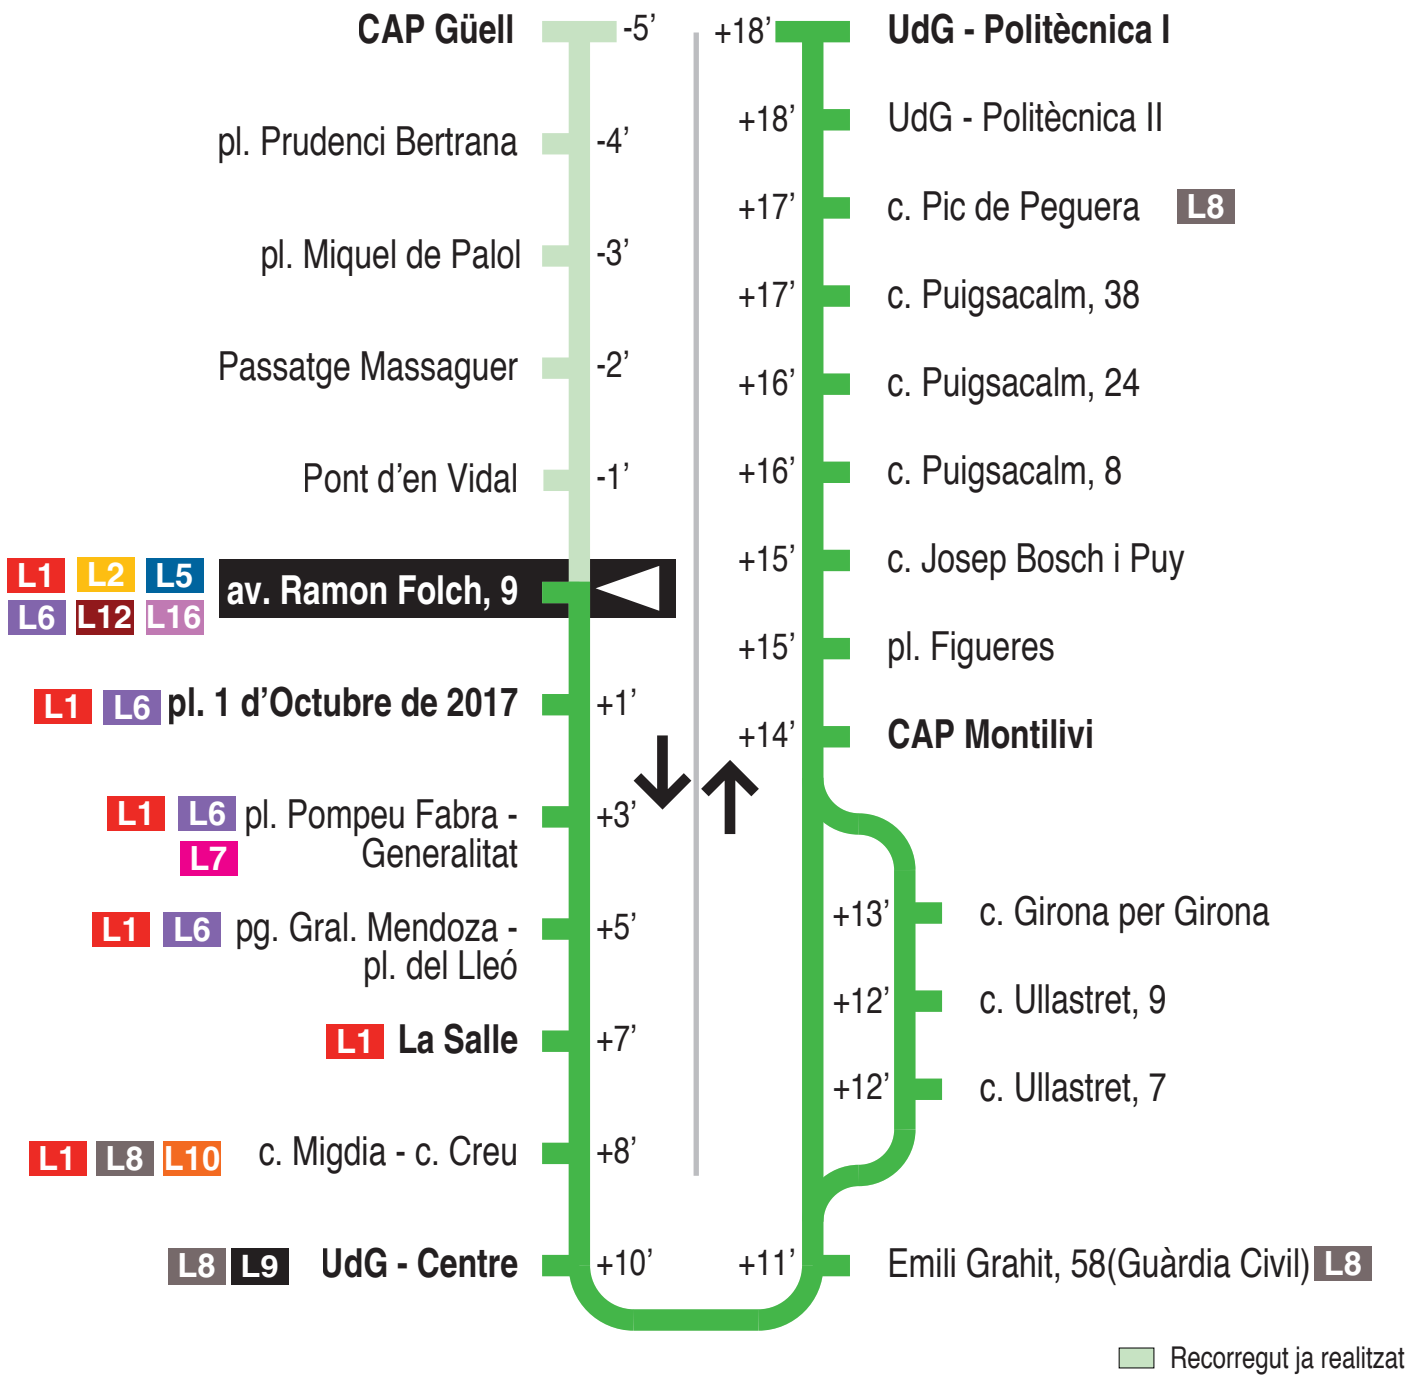 CAP Güell -5’
pl. Prudenci Bertrana -4’
pl. Miquel de Palol -3’
Passatge Massaguer -2’
Pont d’en Vidal -1’
L1 L2 L5
L6 L12 L16
av. Ramon Folch, 9
L1 L6 pl. 1 d’Octubre de 2017 +1’
L1 L6 pl. Pompeu Fabra - +3’
L7 Generalitat
L1 L6 pg. Gral. Mendoza - +5’
pl. del Lleó
L1 La Salle +7’
L1 L8 L10 c. Migdia - c. Creu +8’
L8 L9 UdG - Centre +10’
+18’ UdG - Politècnica I
+18’ UdG - Politècnica II
+17’ c. Pic de Peguera L8
+17’ c. Puigsacalm, 38
+16’ c. Puigsacalm, 24
+16’ c. Puigsacalm, 8
+15’ c. Josep Bosch i Puy
+15’ pl. Figueres
+14’ CAP Montilivi
+13’ c. Girona per Girona
+12’ c. Ullastret, 9
+12’ c. Ullastret, 7
+11’ Emili Grahit, 58(Guàrdia Civil) L8
Recorregut ja realitzat